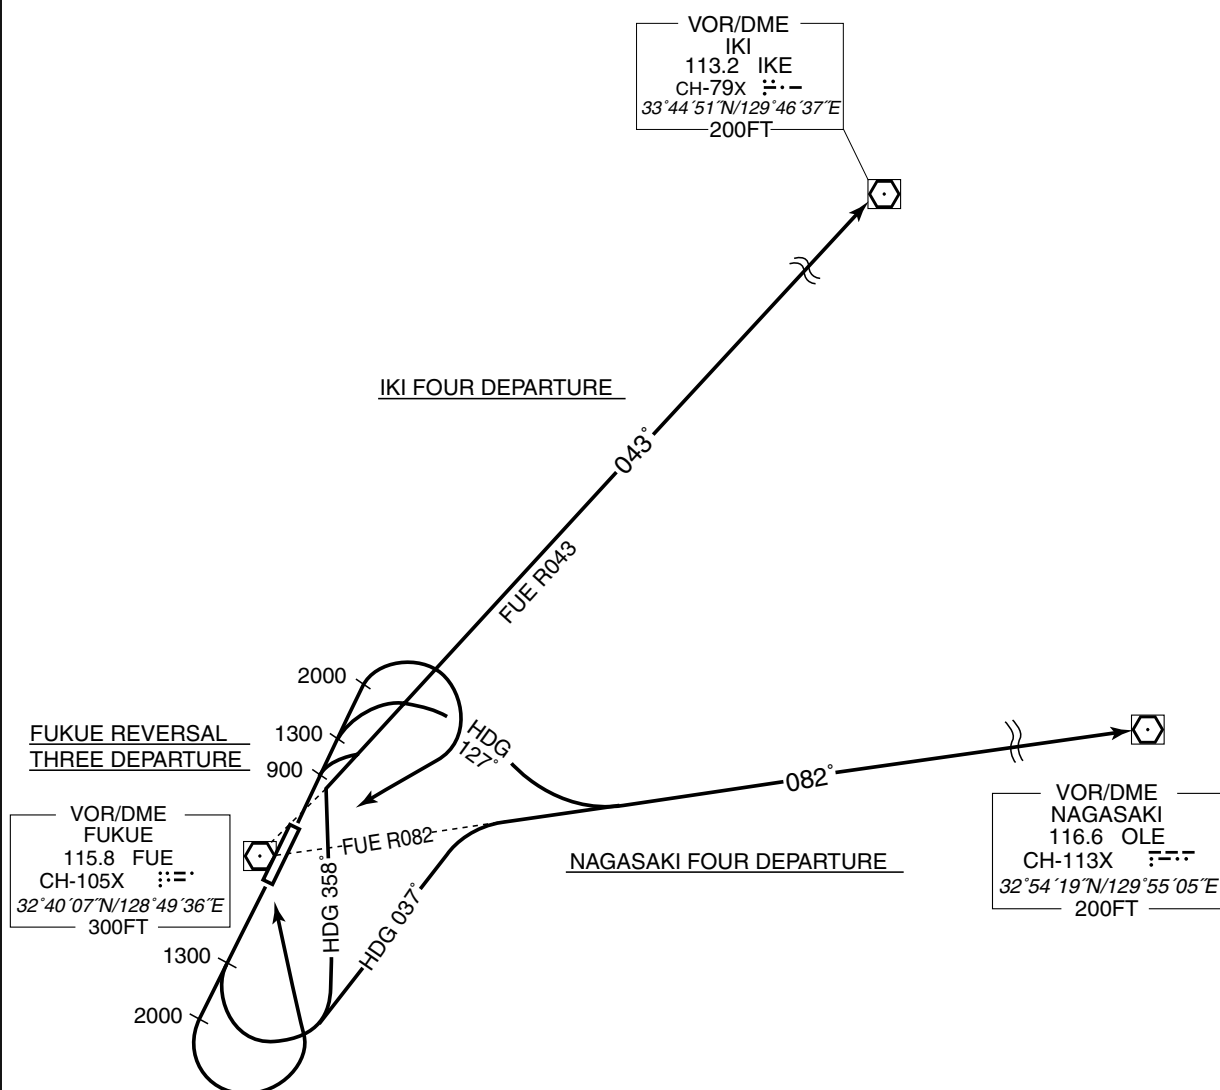 VOR/DME
IKI
113.2 IKE
CH-79X
33°44´51˝N/129°46´37˝E
200FT
IKI FOUR DEPARTURE
043°
FUE R043
2000
1300
900
FUKUE REVERSAL
THREE DEPARTURE
HDG
127°
082°
VOR/DME
FUKUE
115.8 FUE
CH-105X
32°40´07˝N/128°49´36˝E
300FT
FUE R082
HDG 358°
HDG 037°
NAGASAKI FOUR DEPARTURE
VOR/DME
NAGASAKI
116.6 OLE
CH-113X
32°54´19˝N/129°55´05˝E
200FT
1300
2000